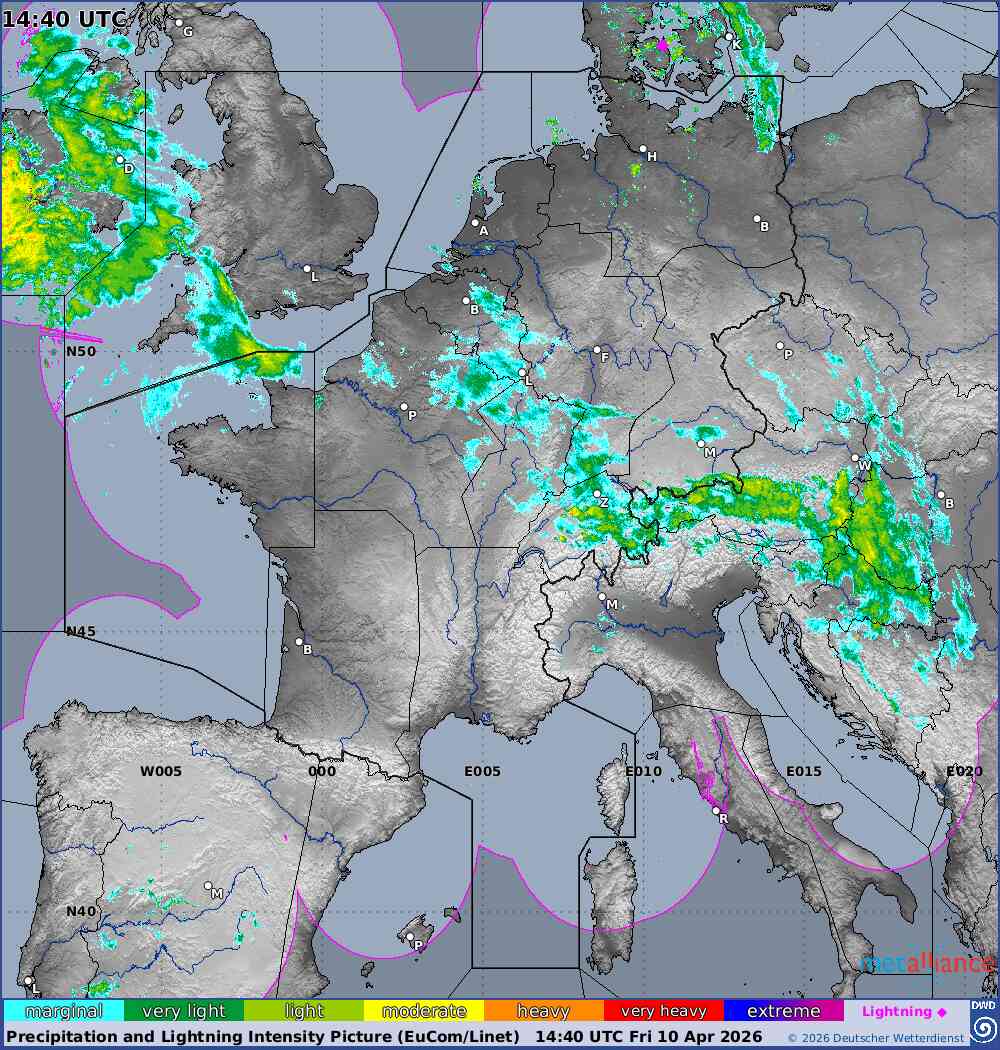 14:40 UTC
G
K
D
H
A
B
B
L
B
N50
P
F
L
P
M
W
Z
B
M
N45
B
W005
000
E005
E010
E015
E020
R
M
N40
P
metalliance
L
marginal very light light moderate heavy very heavy extreme Lightning ◆ DWD
Precipitation and Lightning Intensity Picture (EuCom/Linet) 14:40 UTC Fri 10 Apr 2026 © 2026 Deutscher Wetterdienst